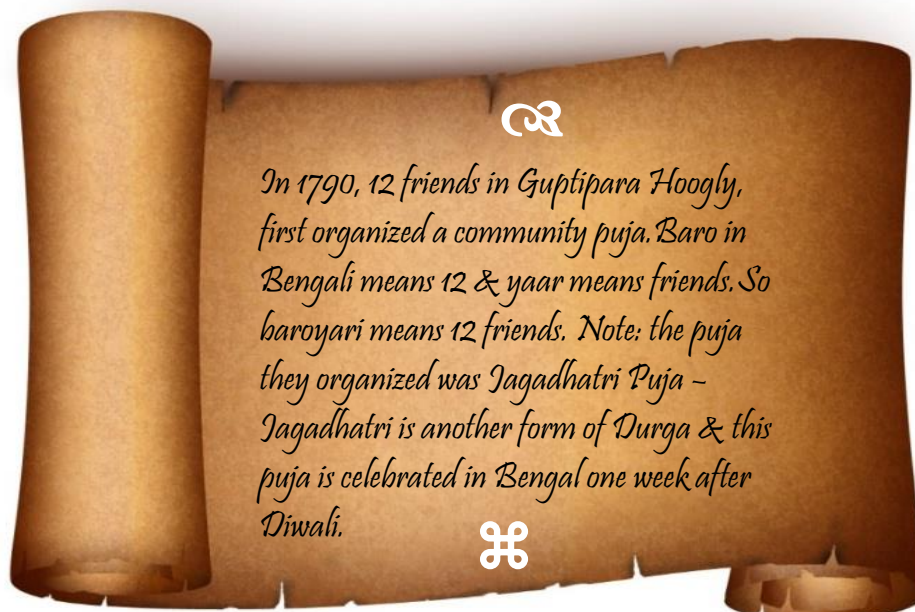 In 1790, 12 friends in Guptipara Hoogly,
first organized a community puja. Baro in
Bengali means 12 & yaar means friends. So
baroyari means 12 friends. Note: the puja
they organized was Jagadhatri Puja –
Jagadhatri is another form of Durga & this
puja is celebrated in Bengal one week after
Diwali.